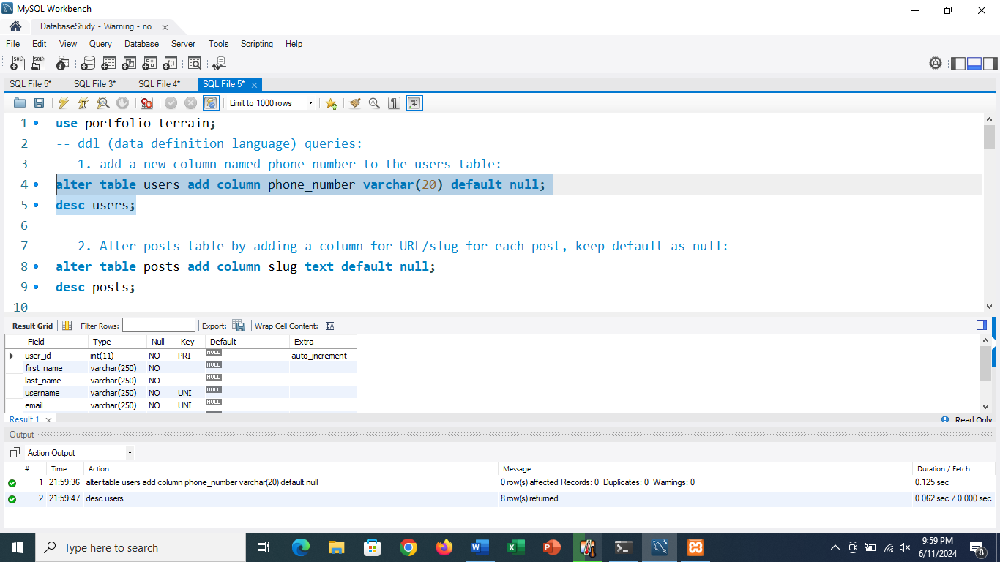 MySQL Workbench
DatabaseStudy - Warning - no... ×
File Edit View Query Database Server Tools Scripting Help
SQL File 5* SQL File 3* SQL File 4* SQL File 5* ×
Limit to 1000 rows
1 use portfolio_terrain;
2 -- ddl (data definition language) queries:
3 -- 1. add a new column named phone_number to the users table:
4 alter table users add column phone_number varchar(20) default null;
5 desc users;
6
7 -- 2. Alter posts table by adding a column for URL/slug for each post, keep default as null:
8 alter table posts add column slug text default null;
9 desc posts;
10
Result Grid Filter Rows: Export: Wrap Cell Content:
Field Type Null Key Default Extra
user_id int(11) NO PRI NULL auto_increment
first_name varchar(250) NO NULL
last_name varchar(250) NO NULL
username varchar(250) NO UNI NULL
email varchar(250) NO UNI NULL
Result 1 × Read Only
Output
Action Output
# Time Action Message Duration / Fetch
1 21:59:36 alter table users add column phone_number varchar(20) default null 0 row(s) affected Records: 0 Duplicates: 0 Warnings: 0 0.125 sec
2 21:59:47 desc users 8 row(s) returned 0.062 sec / 0.000 sec
Type here to search
9:59 PM
6/11/2024
8